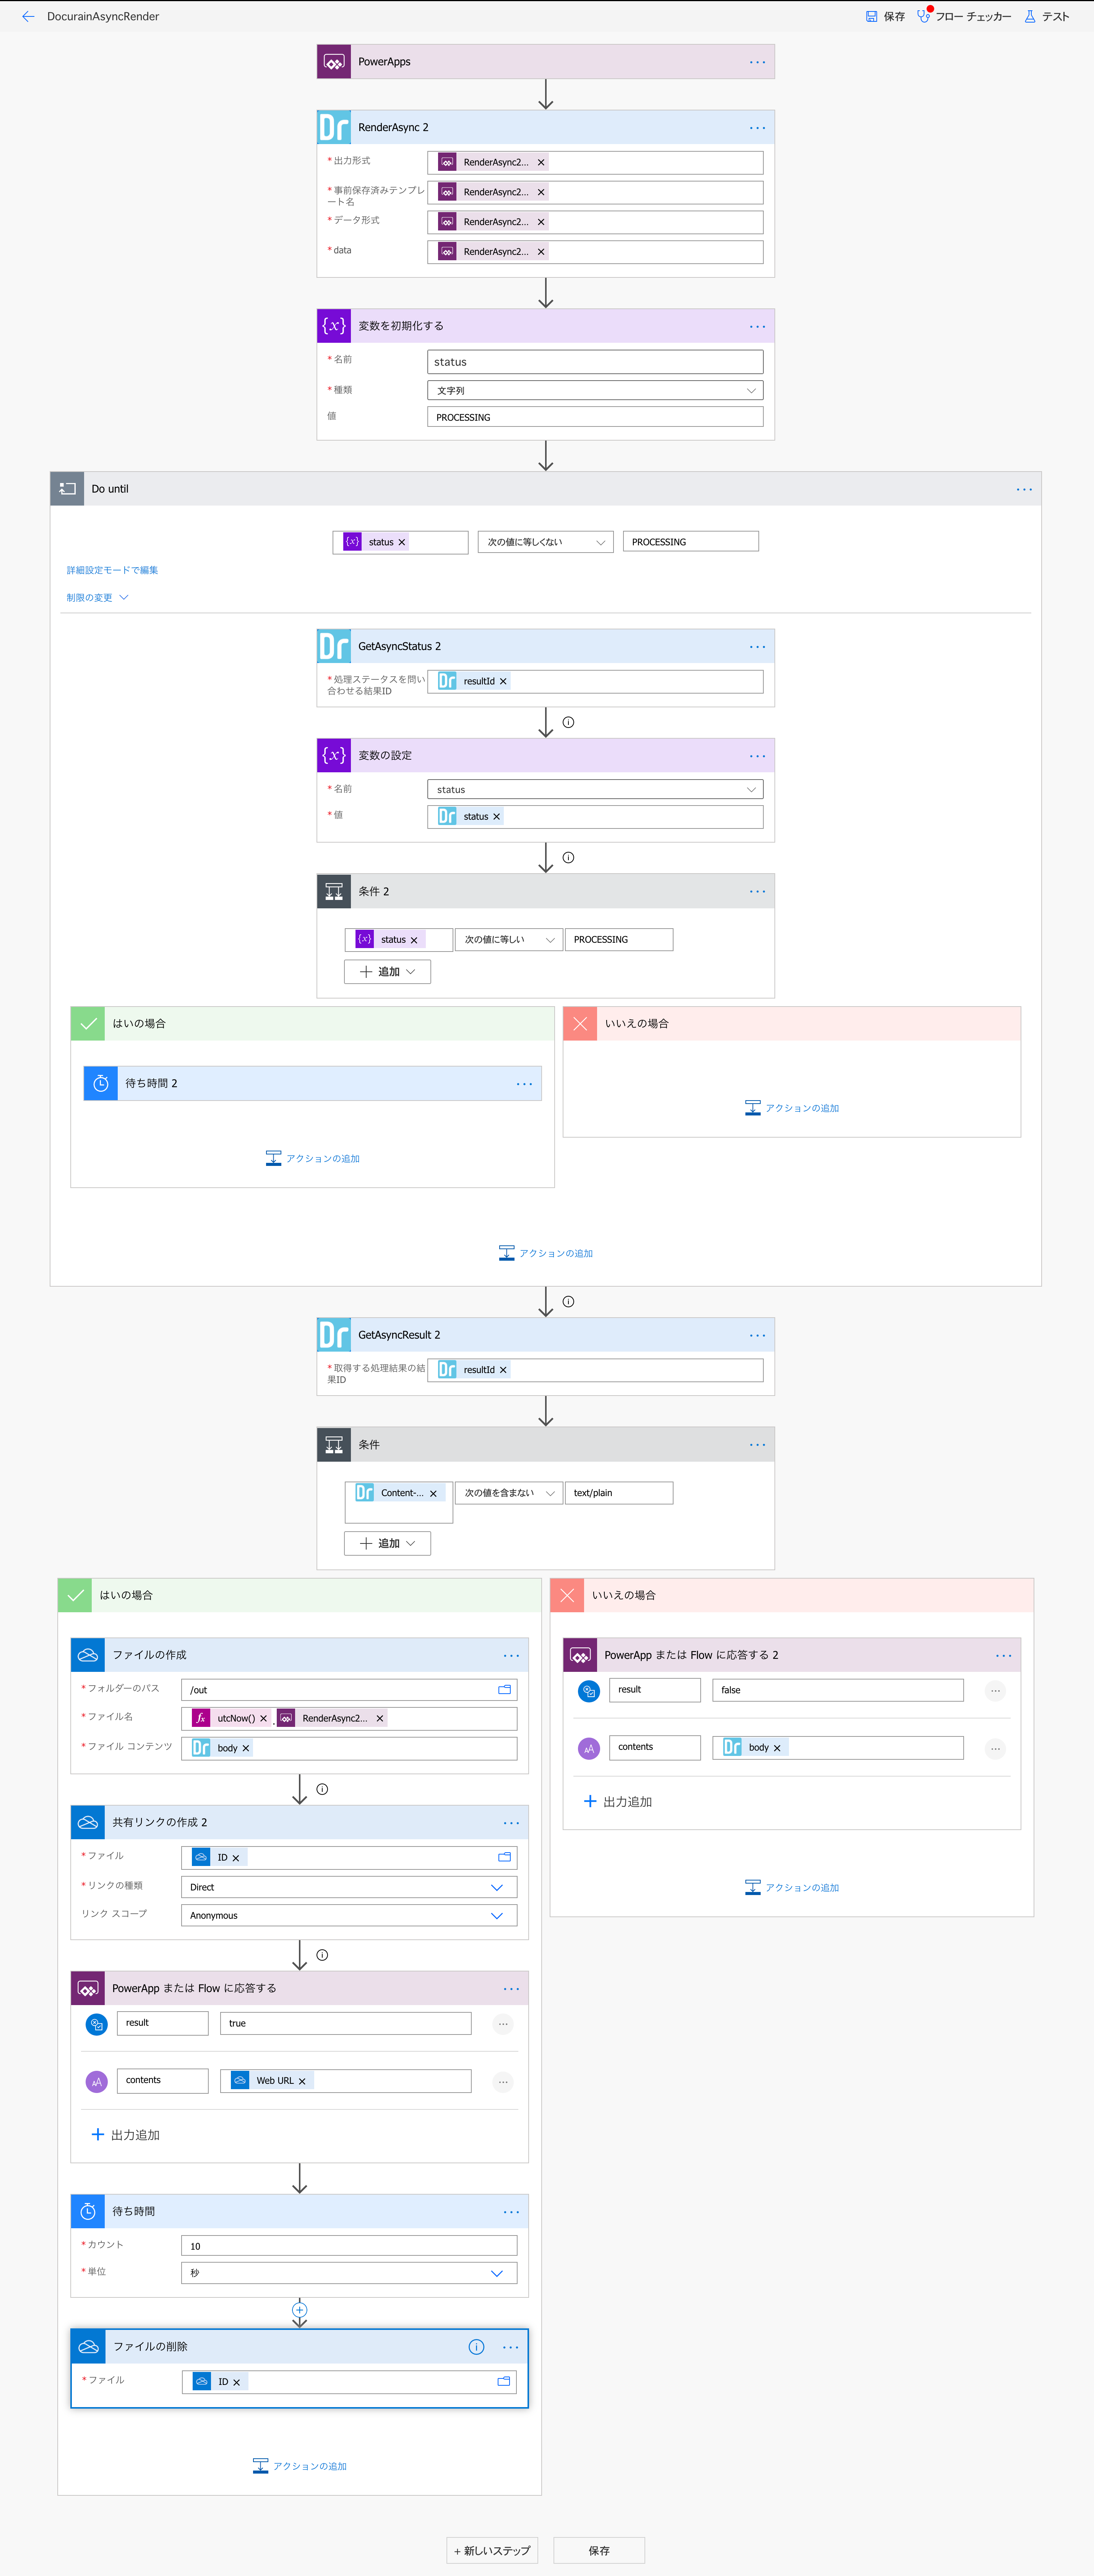 DocurainAsyncRender
保存
フロー チェッカー
テスト
PowerApps
Dr RenderAsync 2
*出力形式
RenderAsync2...
*事前保存済みテンプレ
ート名
RenderAsync2...
*データ形式
RenderAsync2...
*data
RenderAsync2...
{x} 変数を初期化する
*名前
status
*種類
文字列
値
PROCESSING
Do until
{x} status
次の値に等しくない
PROCESSING
詳細設定モードで編集
制限の変更
Dr GetAsyncStatus 2
*処理ステータスを問い
合わせる結果ID
Dr resultId
{x} 変数の設定
*名前
status
*値
Dr status
条件 2
{x} status
次の値に等しい
PROCESSING
追加
はいの場合
待ち時間 2
アクションの追加
いいえの場合
アクションの追加
アクションの追加
Dr GetAsyncResult 2
*取得する処理結果の結
果ID
Dr resultId
条件
Dr Content-...
次の値を含まない
text/plain
追加
はいの場合
ファイルの作成
*フォルダーのパス
/out
*ファイル名
fx utcNow() . RenderAsync2...
*ファイル コンテンツ
Dr body
共有リンクの作成 2
*ファイル
ID
*リンクの種類
Direct
リンク スコープ
Anonymous
PowerApp または Flow に応答する
result
true
AA contents
Web URL
+ 出力追加
待ち時間
*カウント
10
*単位
秒
ファイルの削除
*ファイル
ID
アクションの追加
いいえの場合
PowerApp または Flow に応答する 2
result
false
AA contents
Dr body
+ 出力追加
アクションの追加
+ 新しいステップ
保存